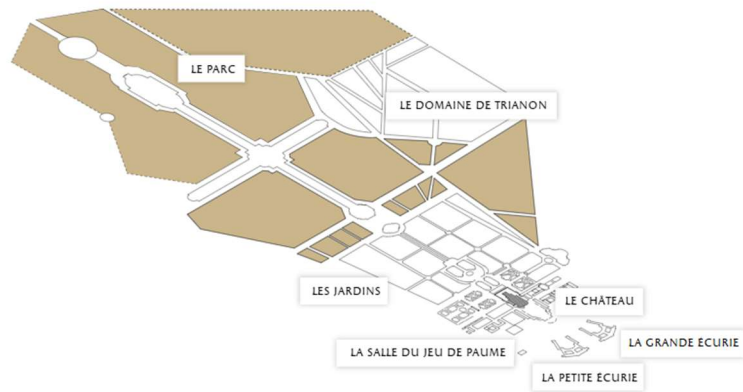 LE PARC
LE DOMAINE DE TRIANON
LES JARDINS
LE CHÂTEAU
LA GRANDE ÉCURIE
LA SALLE DU JEU DE PAUME
LA PETITE ÉCURIE